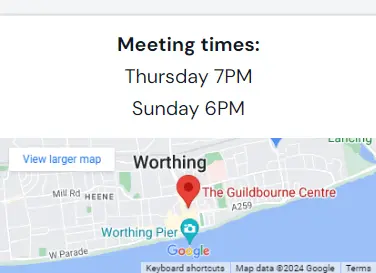 Meeting times:
Thursday 7PM
Sunday 6PM
View larger map
Lancing
Worthing
Mill Rd
HEENE
The Guildbourne Centre
A259
Worthing Pier
Google
W Parade
Keyboard shortcuts
Map data ©2024 Google
Terms